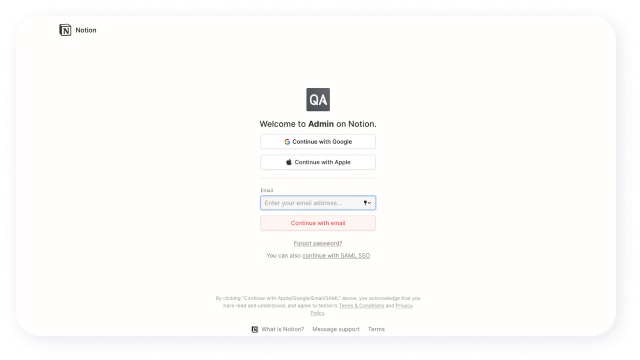 Notion
QA
Welcome to Admin on Notion.
Continue with Google
Continue with Apple
Email
Enter your email address...
Continue with email
Forgot password?
You can also continue with SAML SSO
By clicking "Continue with Apple/Google/Email/SAML" above, you acknowledge that you
have read and understood, and agree to Notion's Terms & Conditions and Privacy
Policy.
What is Notion? Message support Terms